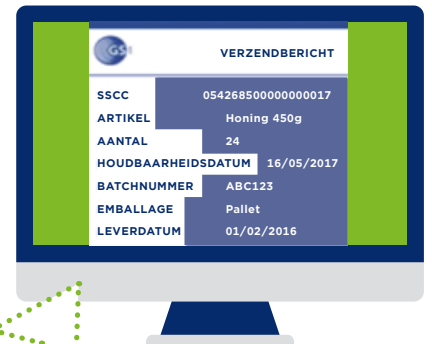 GS1
VERZENDBERICHT
SSCC 054268500000000017
ARTIKEL Honing 450g
AANTAL 24
HOUDBAARHEIDSDATUM 16/05/2017
BATCHNUMMER ABC123
EMBALLAGE Pallet
LEVERDATUM 01/02/2016